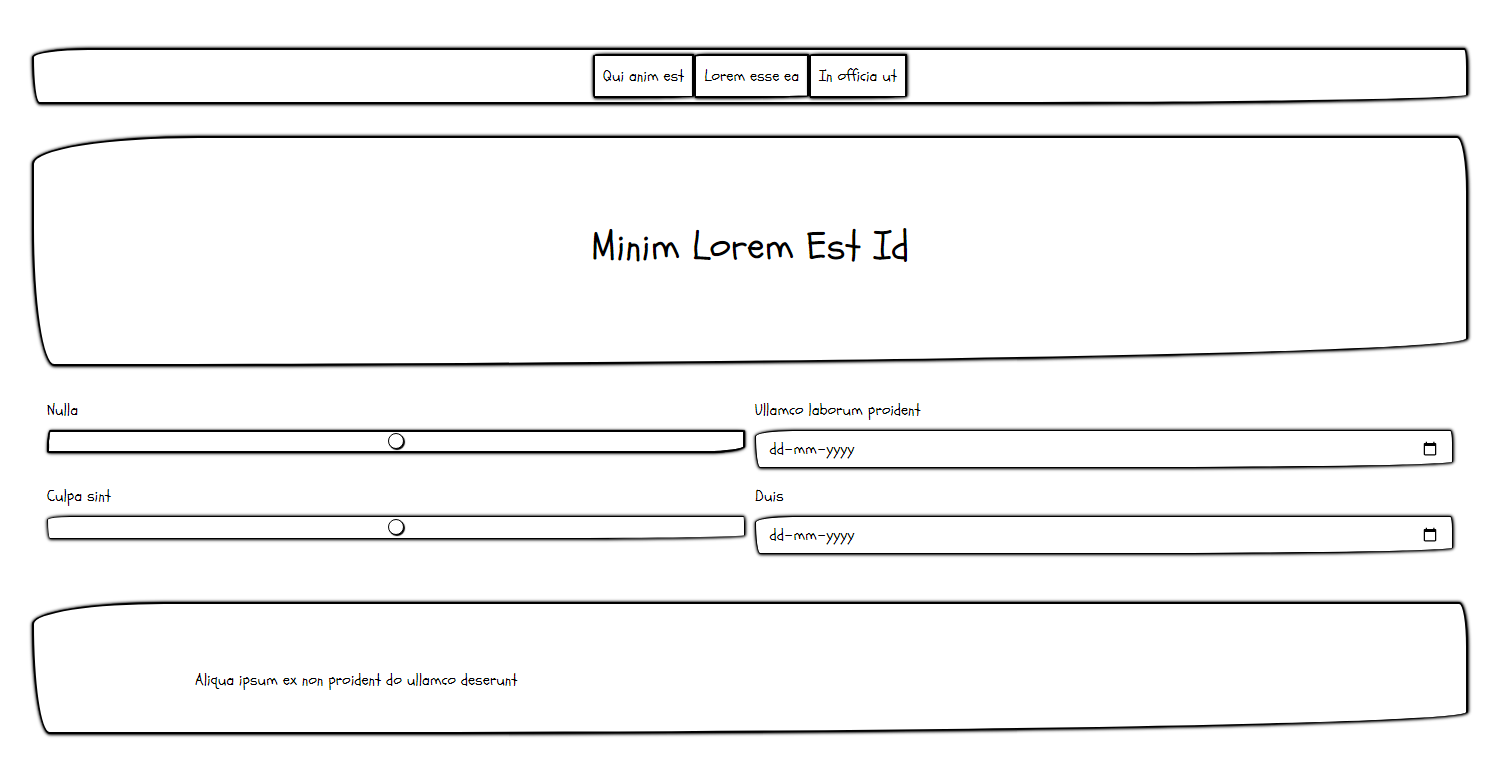 Qui anim est Lorem esse ea In officia ut
Minim Lorem Est Id
Nulla
Ullamco laborum proident
dd-mm-yyyy
Culpa sint
Duis
dd-mm-yyyy
Aliqua ipsum ex non proident do ullamco deserunt